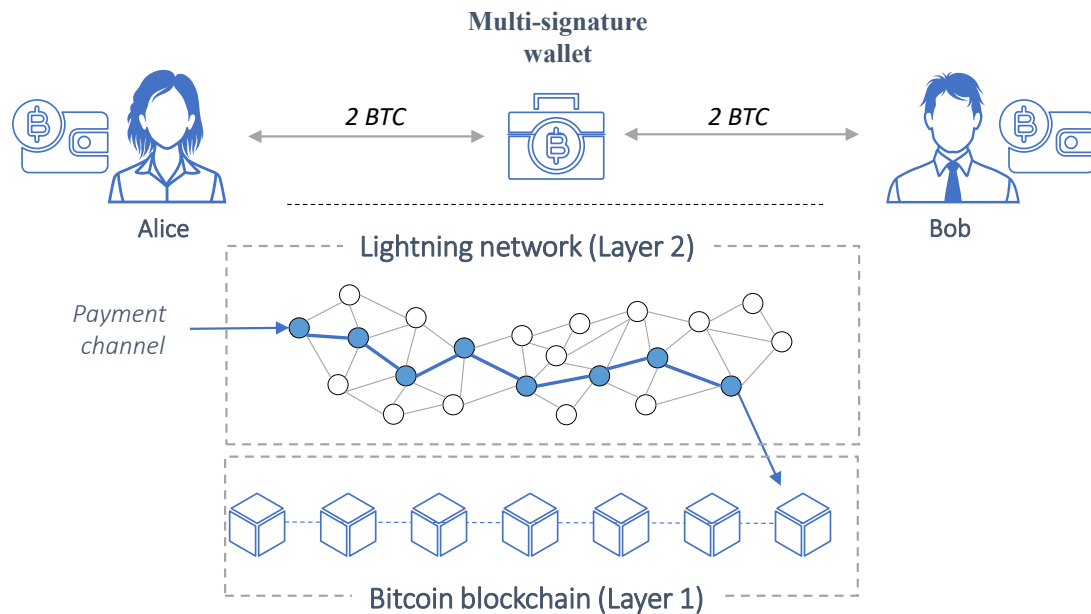 Multi-signature
wallet
2 BTC
2 BTC
Alice
Bob
Lightning network (Layer 2)
Payment
channel
Bitcoin blockchain (Layer 1)